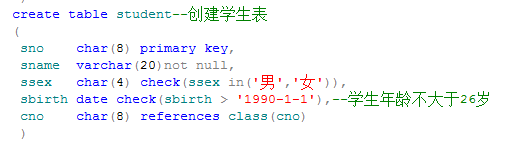 create table student--创建学生表
(
sno char(8) primary key,
sname varchar(20)not null,
ssex char(4) check(ssex in('男','女')),
sbirth date check(sbirth > '1990-1-1'),--学生年龄不大于26岁
cno char(8) references class(cno)
)